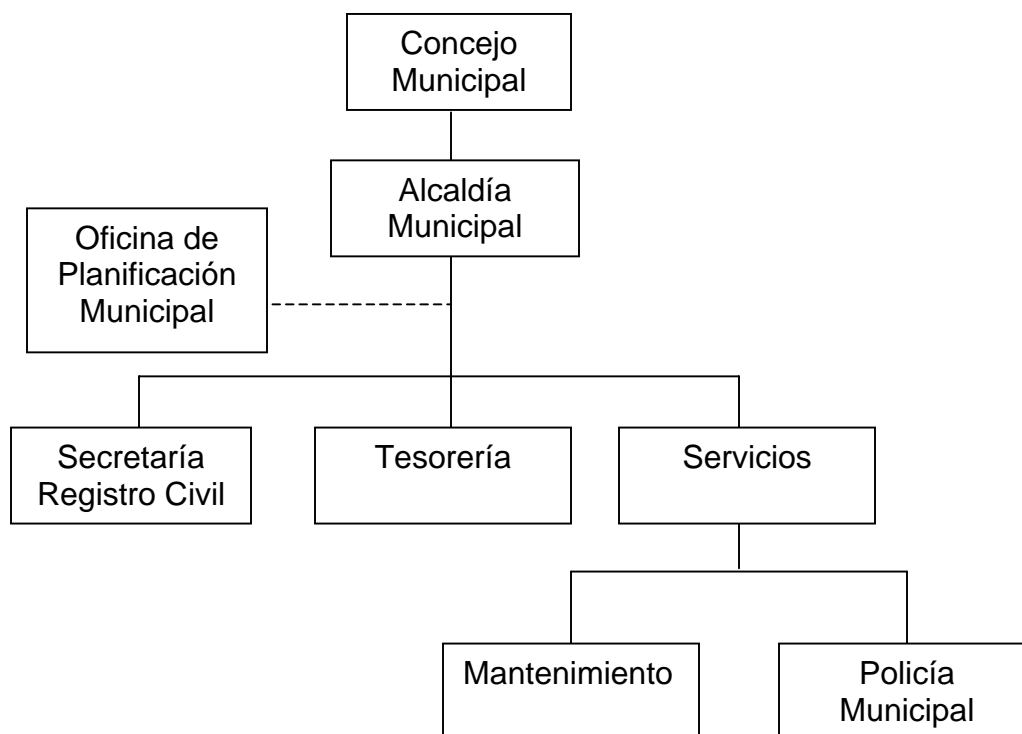 Concejo
Municipal
Alcaldía
Municipal
Oficina de
Planificación
Municipal
Secretaría
Registro Civil
Tesorería
Servicios
Mantenimiento
Policía
Municipal